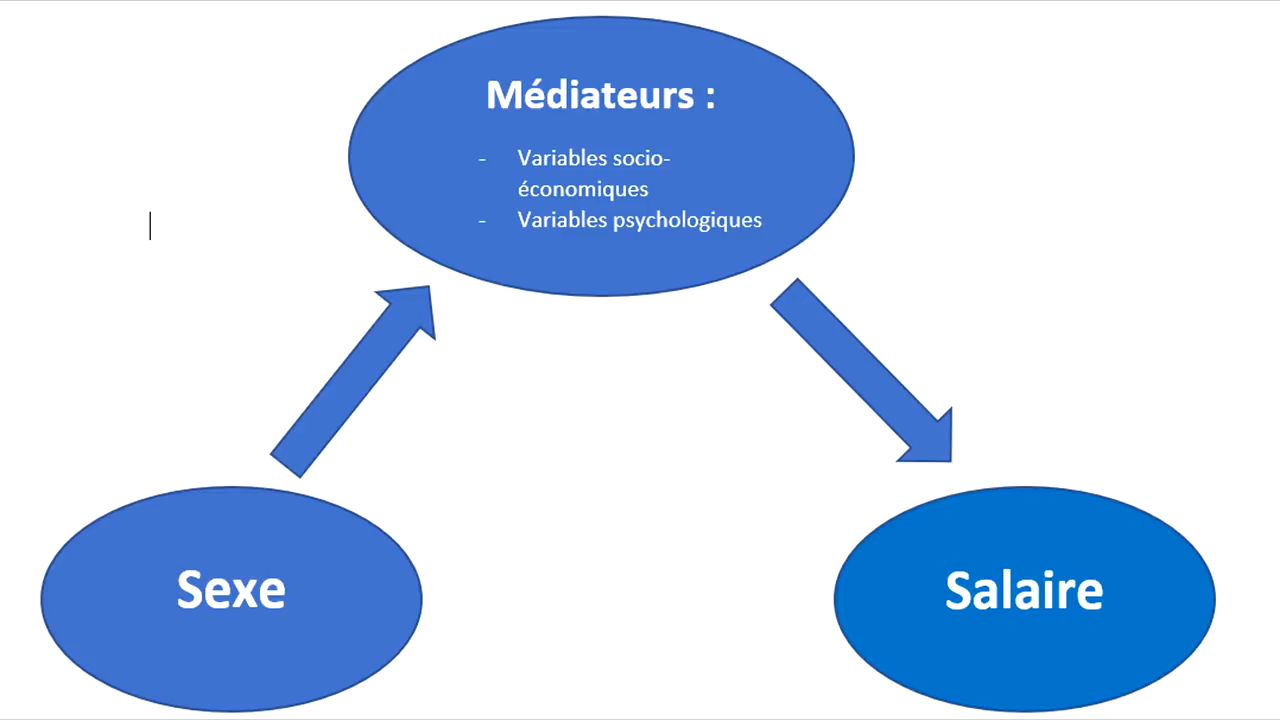 Médiateurs :
- Variables socio-
économiques
- Variables psychologiques
Sexe
Salaire